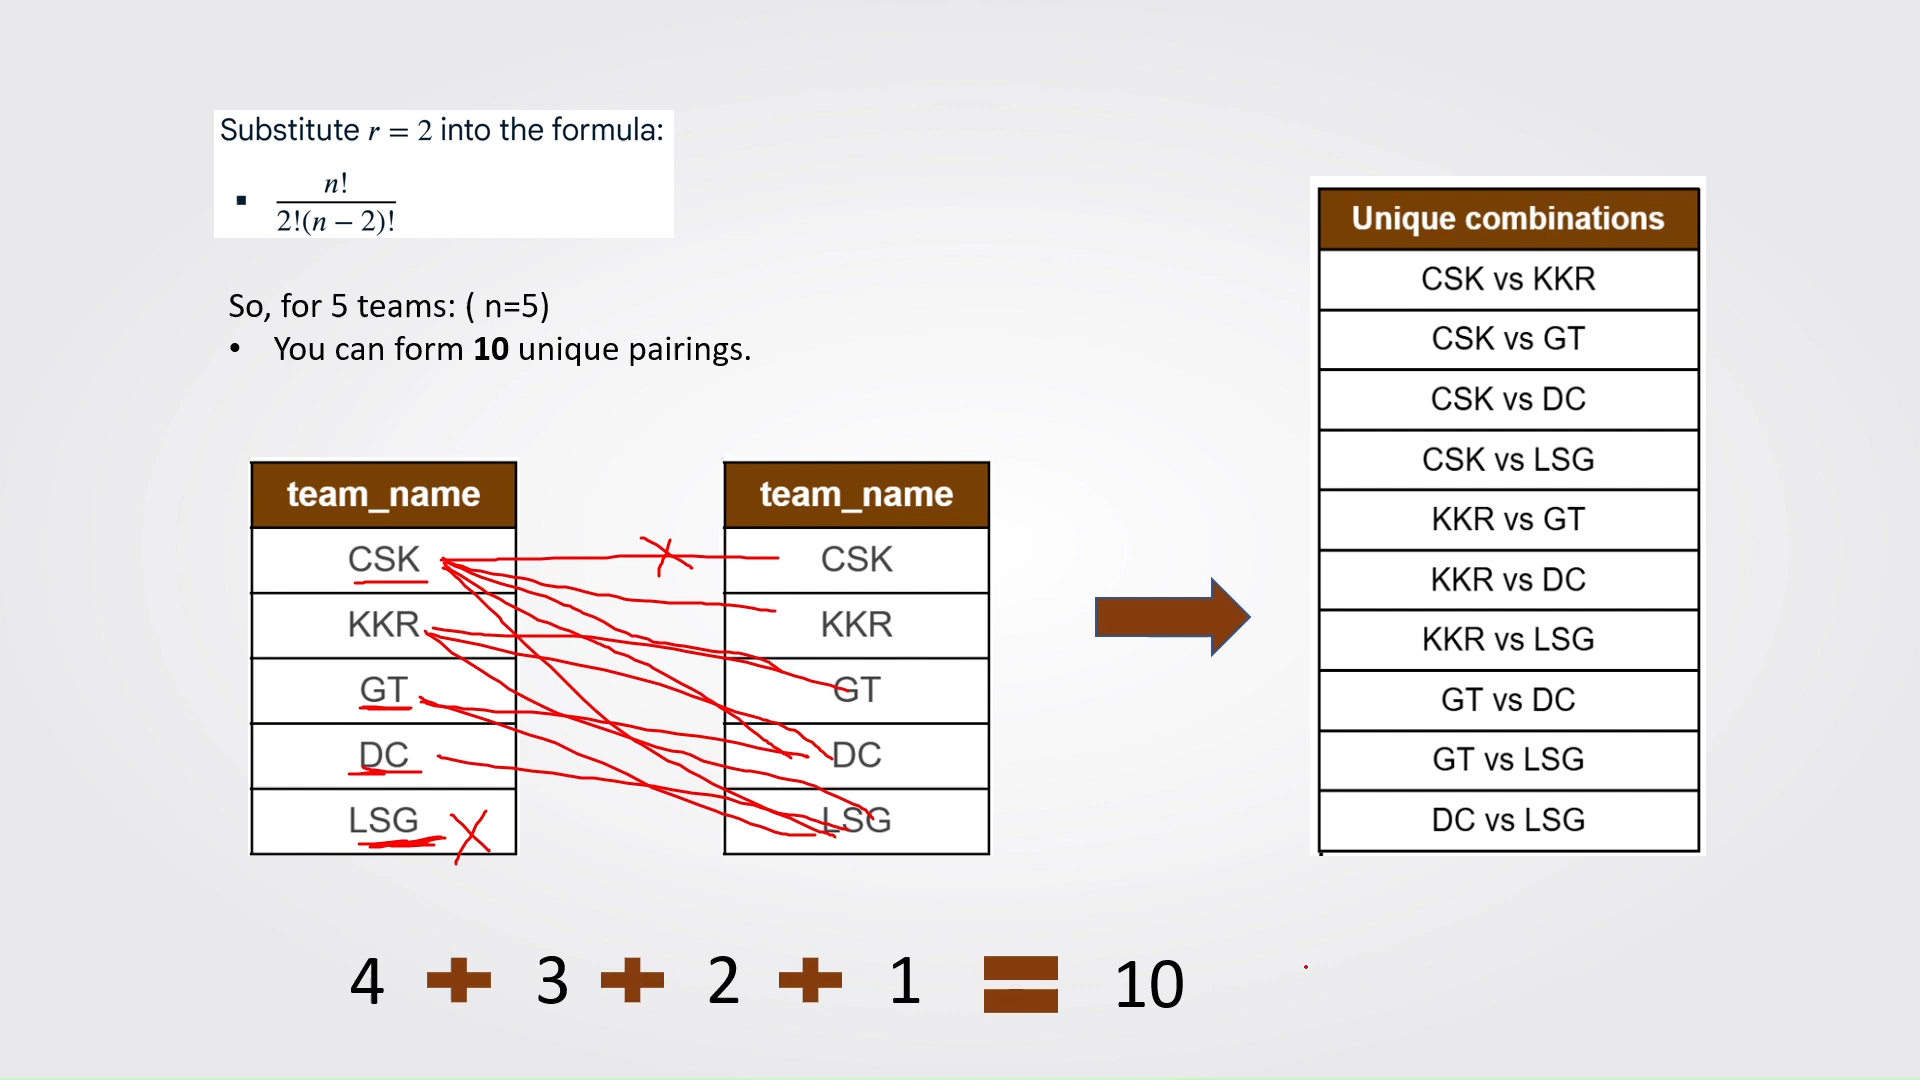 Substitute r = 2 into the formula:
▪ n!
2!(n − 2)!
So, for 5 teams: ( n=5)
• You can form 10 unique pairings.
team_name
CSK
KKR
GT
DC
LSG
team_name
CSK
KKR
GT
DC
LSG
Unique combinations
CSK vs KKR
CSK vs GT
CSK vs DC
CSK vs LSG
KKR vs GT
KKR vs DC
KKR vs LSG
GT vs DC
GT vs LSG
DC vs LSG
4 + 3 + 2 + 1 = 10